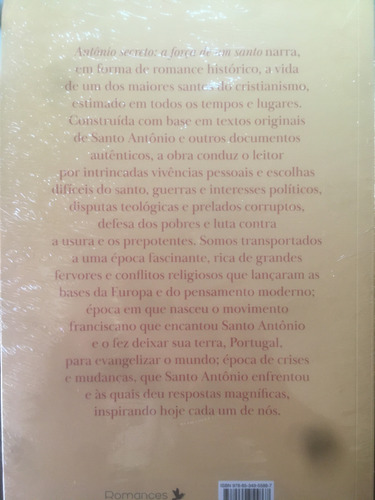 Antônio secreto: a força de um santo narra,
em forma de romance histórico, a vida
de um dos maiores santos do cristianismo,
estimado em todos os tempos e lugares.
Construída com base em textos originais
de Santo Antônio e outros documentos
autênticos, a obra conduz o leitor
por intrincadas vivências pessoais e escolhas
difíceis do santo, guerras e interesses políticos,
disputas teológicas e prelados corruptos,
defesa dos pobres e luta contra
a usura e os prepotentes. Somos transportados
a uma época fascinante, rica de grandes
fervores e conflitos religiosos que lançaram as
bases da Europa e do pensamento moderno;
época em que nasceu o movimento
franciscano que encantou Santo Antônio
e o fez deixar sua terra, Portugal,
para evangelizar o mundo; época de crises
e mudanças, que Santo Antônio enfrentou
e às quais deu respostas magníficas,
inspirando hoje cada um de nós.
Romances